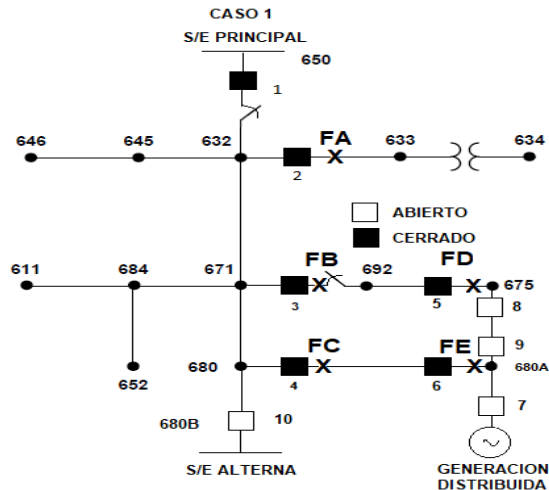 CASO 1
S/E PRINCIPAL
650
1
646
645
632
FA
633
634
X
2
ABIERTO
CERRADO
611
684
671
FB
692
FD
675
X
X
3
5
8
FC
FE
9
652
680
X
X
680A
4
6
7
680B
10
S/E ALTERNA
GENERACION
DISTRIBUIDA